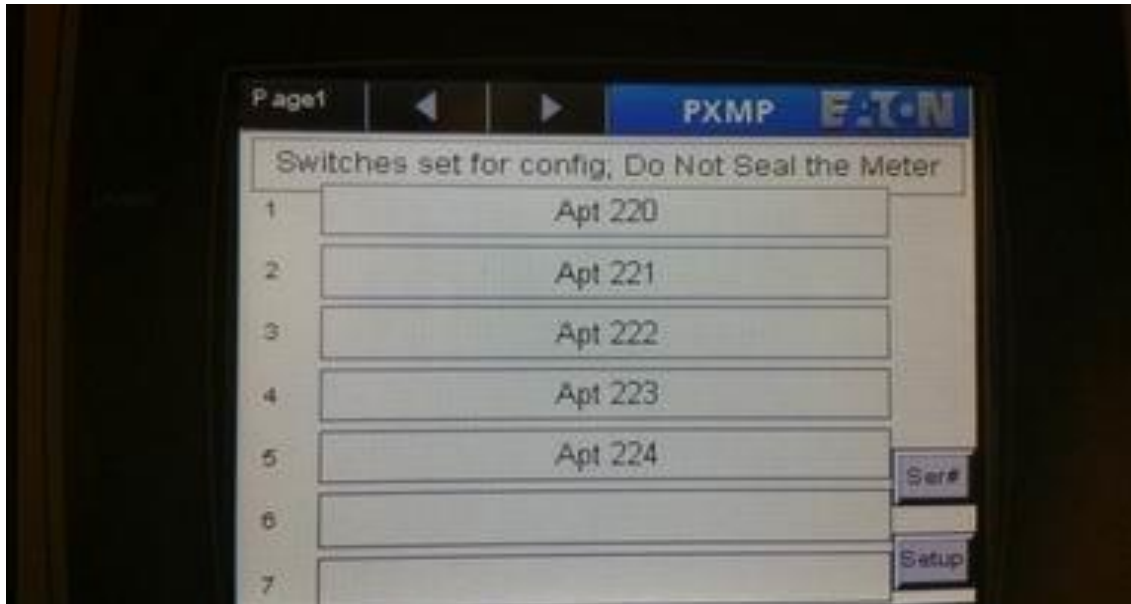 Page1 PXMP EATON
Switches set for config; Do Not Seal the Meter
1 Apt 220
2 Apt 221
3 Apt 222
4 Apt 223
5 Apt 224
Ser#
6
Setup
7